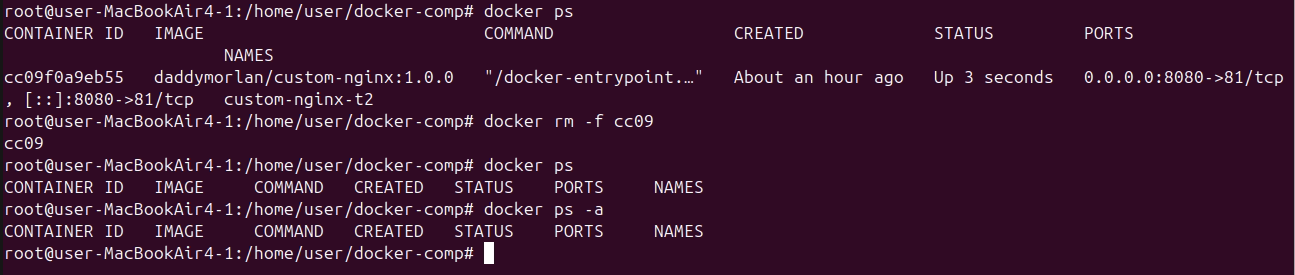 root@user-MacBookAir4-1:/home/user/docker-comp# docker ps
CONTAINER ID   IMAGE                            COMMAND                  CREATED             STATUS         PORTS
                      NAMES
cc09f0a9eb55   daddymorlan/custom-nginx:1.0.0   "/docker-entrypoint.…"   About an hour ago   Up 3 seconds   0.0.0.0:8080->81/tcp
, [::]:8080->81/tcp   custom-nginx-t2
root@user-MacBookAir4-1:/home/user/docker-comp# docker rm -f cc09
cc09
root@user-MacBookAir4-1:/home/user/docker-comp# docker ps
CONTAINER ID   IMAGE     COMMAND   CREATED   STATUS    PORTS     NAMES
root@user-MacBookAir4-1:/home/user/docker-comp# docker ps -a
CONTAINER ID   IMAGE     COMMAND   CREATED   STATUS    PORTS     NAMES
root@user-MacBookAir4-1:/home/user/docker-comp#